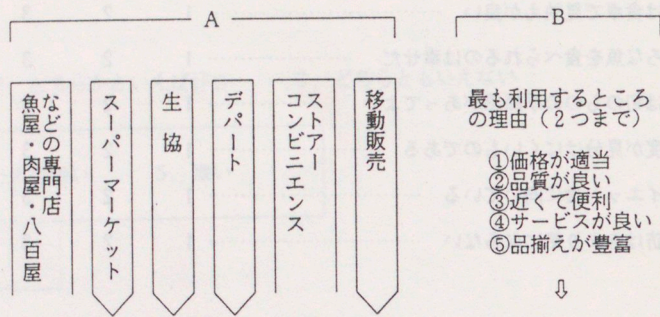 A
魚屋・肉屋・八百屋
などの専門店
スーパーマーケット
生協
デパート
コンビニエンス
ストアー
移動販売
B
最も利用するところ
の理由(2つまで)
①価格が適当
②品質が良い
③近くて便利
④サービスが良い
⑤品揃えが豊富
⇩